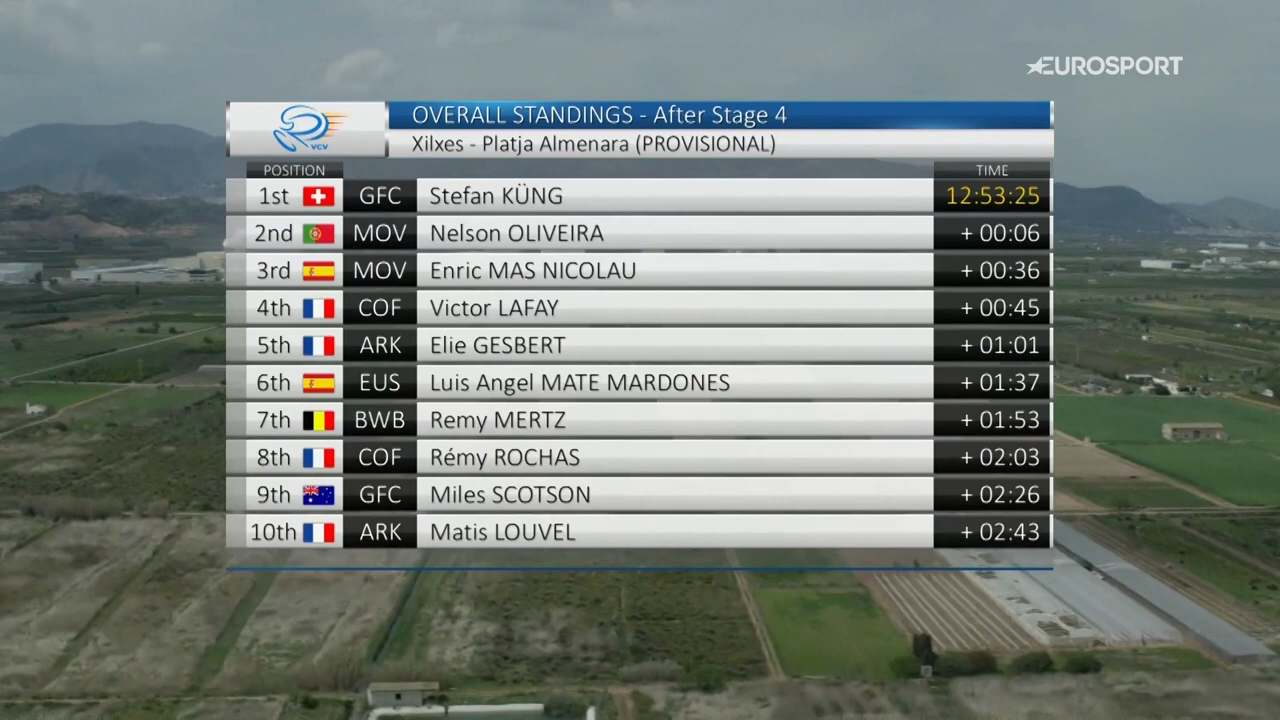 EUROSPORT
OVERALL STANDINGS - After Stage 4
VCV
Xilxes - Platja Almenara (PROVISIONAL)
POSITION TIME
1st GFC Stefan KÜNG 12:53:25
2nd MOV Nelson OLIVEIRA + 00:06
3rd MOV Enric MAS NICOLAU + 00:36
4th COF Victor LAFAY + 00:45
5th ARK Elie GESBERT + 01:01
6th EUS Luis Angel MATE MARDONES + 01:37
7th BWB Remy MERTZ + 01:53
8th COF Rémy ROCHAS + 02:03
9th GFC Miles SCOTSON + 02:26
10th ARK Matis LOUVEL + 02:43